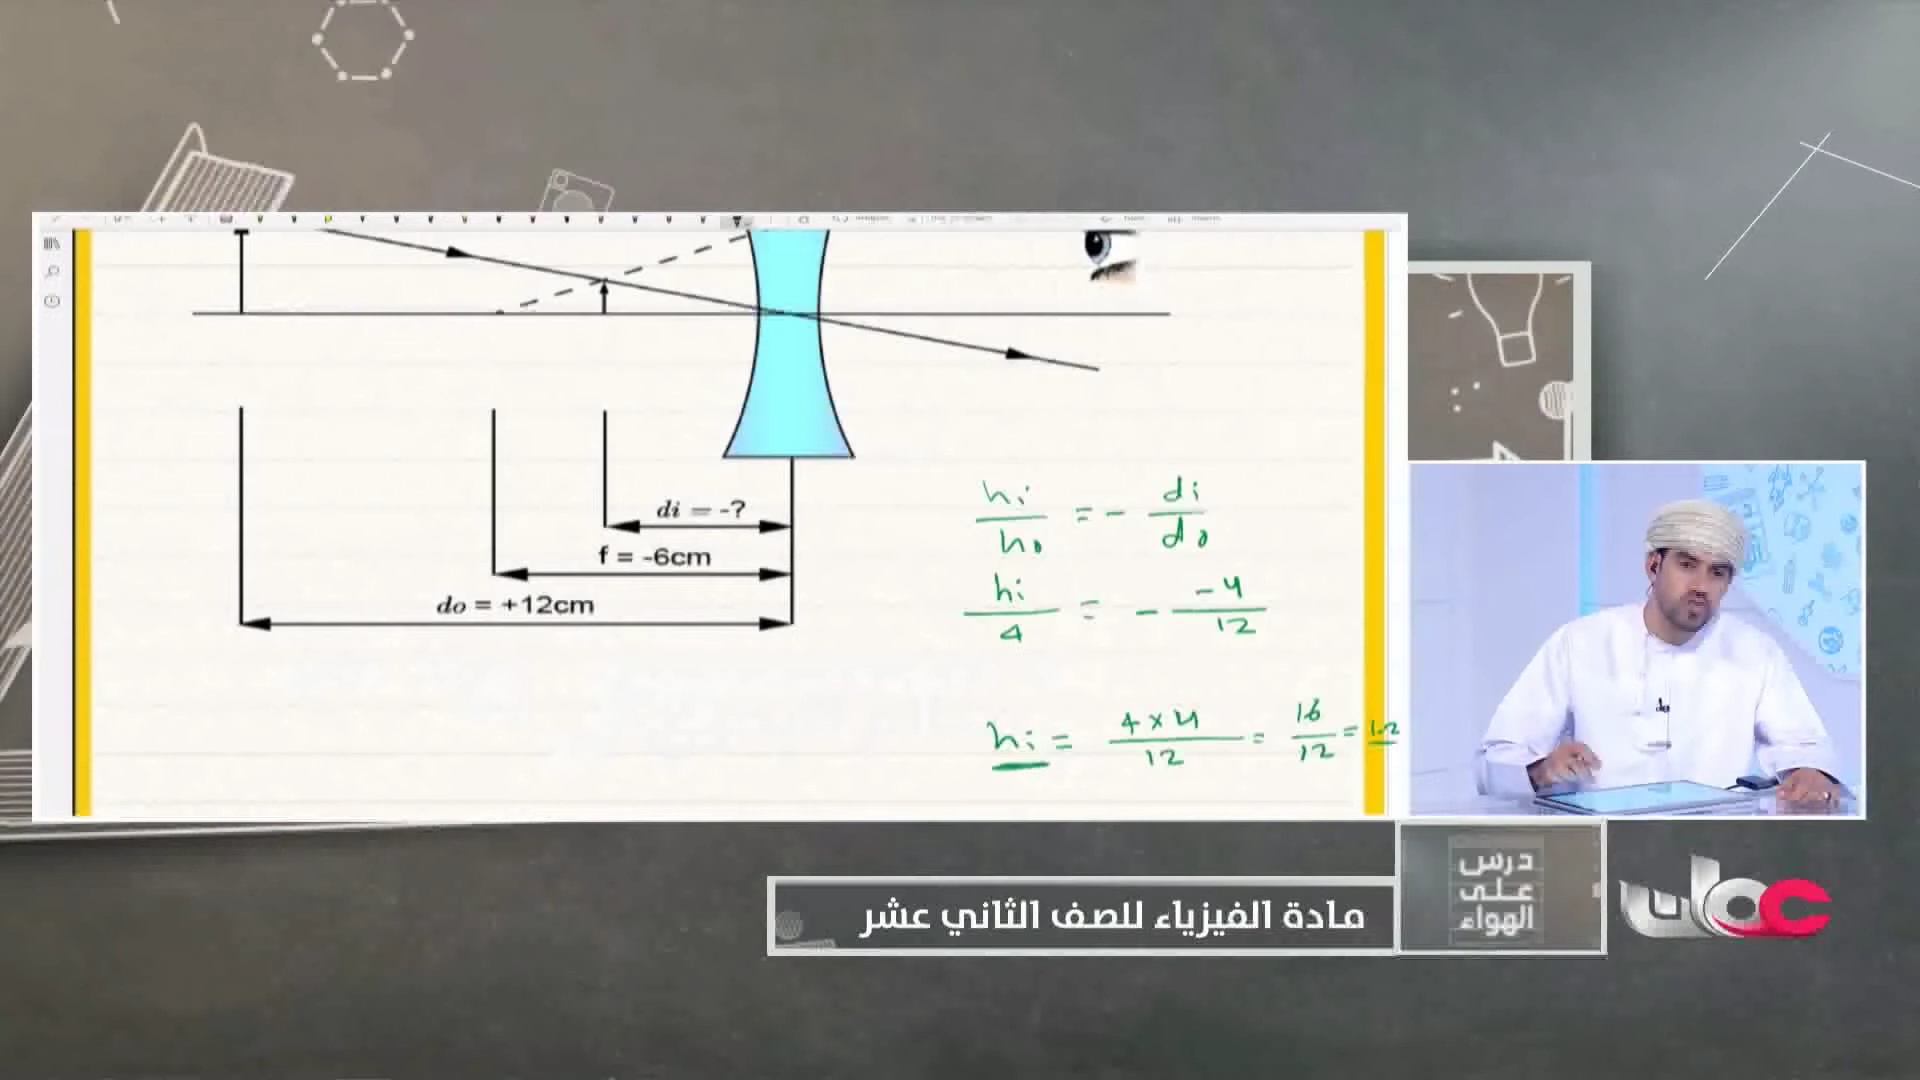 di = -?
f = -6cm
do = +12cm
hi / ho = - di / do
hi / 4 = - -4 / 12
hi = 4 × 4 / 12 = 16 / 12 = 1.2
درس
على
الهواء
مادة الفيزياء للصف الثاني عشر